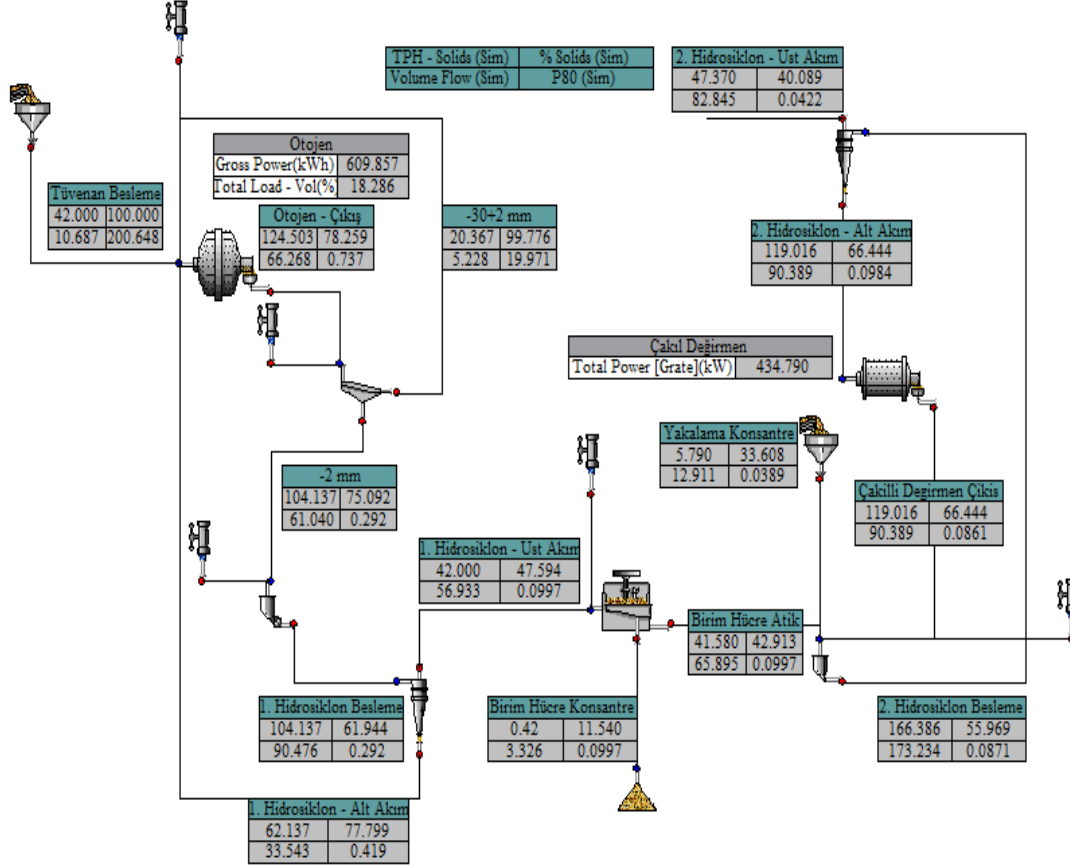 TPH - Solids (Sim) % Solids (Sim)
Volume Flow (Sim) P80 (Sim)
2. Hidrosiklon - Ust Akım
47.370 40.089
82.845 0.0422
Otojen
Gross Power(kWh) 609.857
Total Load - Vol(%) 18.286
Tüvenan Besleme
42.000 100.000
10.687 200.648
Otojen - Çıkış
124.503 78.259
66.268 0.737
-30+2 mm
20.367 99.776
5.228 19.971
2. Hidrosiklon - Alt Akım
119.016 66.444
90.389 0.0984
Çakıl Değirmen
Total Power [Grate](kW) 434.790
Yakalama Konsantre
5.790 33.608
12.911 0.0389
-2 mm
104.137 75.092
61.040 0.292
Çakilli Degirmen Çikis
119.016 66.444
90.389 0.0861
1. Hidrosiklon - Ust Akım
42.000 47.594
56.933 0.0997
Birim Hücre Atik
41.580 42.913
65.895 0.0997
1. Hidrosiklon Besleme
104.137 61.944
90.476 0.292
Birim Hücre Konsantre
0.42 11.540
3.326 0.0997
2. Hidrosiklon Besleme
166.386 55.969
173.234 0.0871
1. Hidrosiklon - Alt Akım
62.137 77.799
33.543 0.419